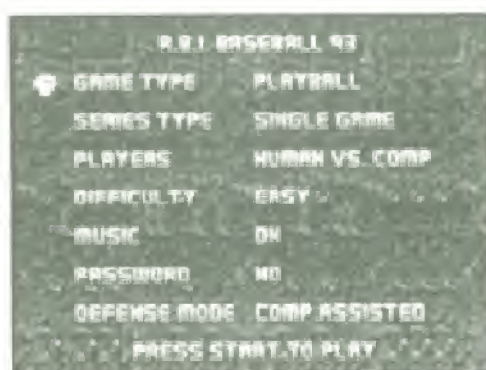 R.B.I. BASEBALL 93
GAME TYPE PLAYBALL
SERIES TYPE SINGLE GAME
PLAYERS HUMAN VS. COMP
DIFFICULTY EASY
MUSIC ON
PASSWORD NO
DEFENSE MODE COMP.ASSISTED
PRESS START TO PLAY